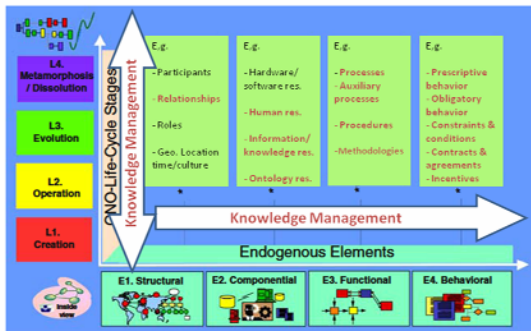 L4.
Metamorphosis
/ Dissolution
L3.
Evolution
L2.
Operation
L1.
Creation
Inside
view
CNO-Life-Cycle Stages
Knowledge Management
E.g.
- Participants
- Relationships
- Roles
- Geo. Location
time/culture
E.g.
- Hardware/
software res.
- Human res.
- Information/
knowledge res.
- Ontology res.
E.g.
- Processes
- Auxiliary
processes
- Procedures
-Methodologies
E.g.
- Prescriptive
behavior
- Obligatory
behavior
- Constraints &
conditions
- Contracts &
agreements
- Incentives
Knowledge Management
Endogenous Elements
E1. Structural
E2. Componential
E3. Functional
E4. Behavioral